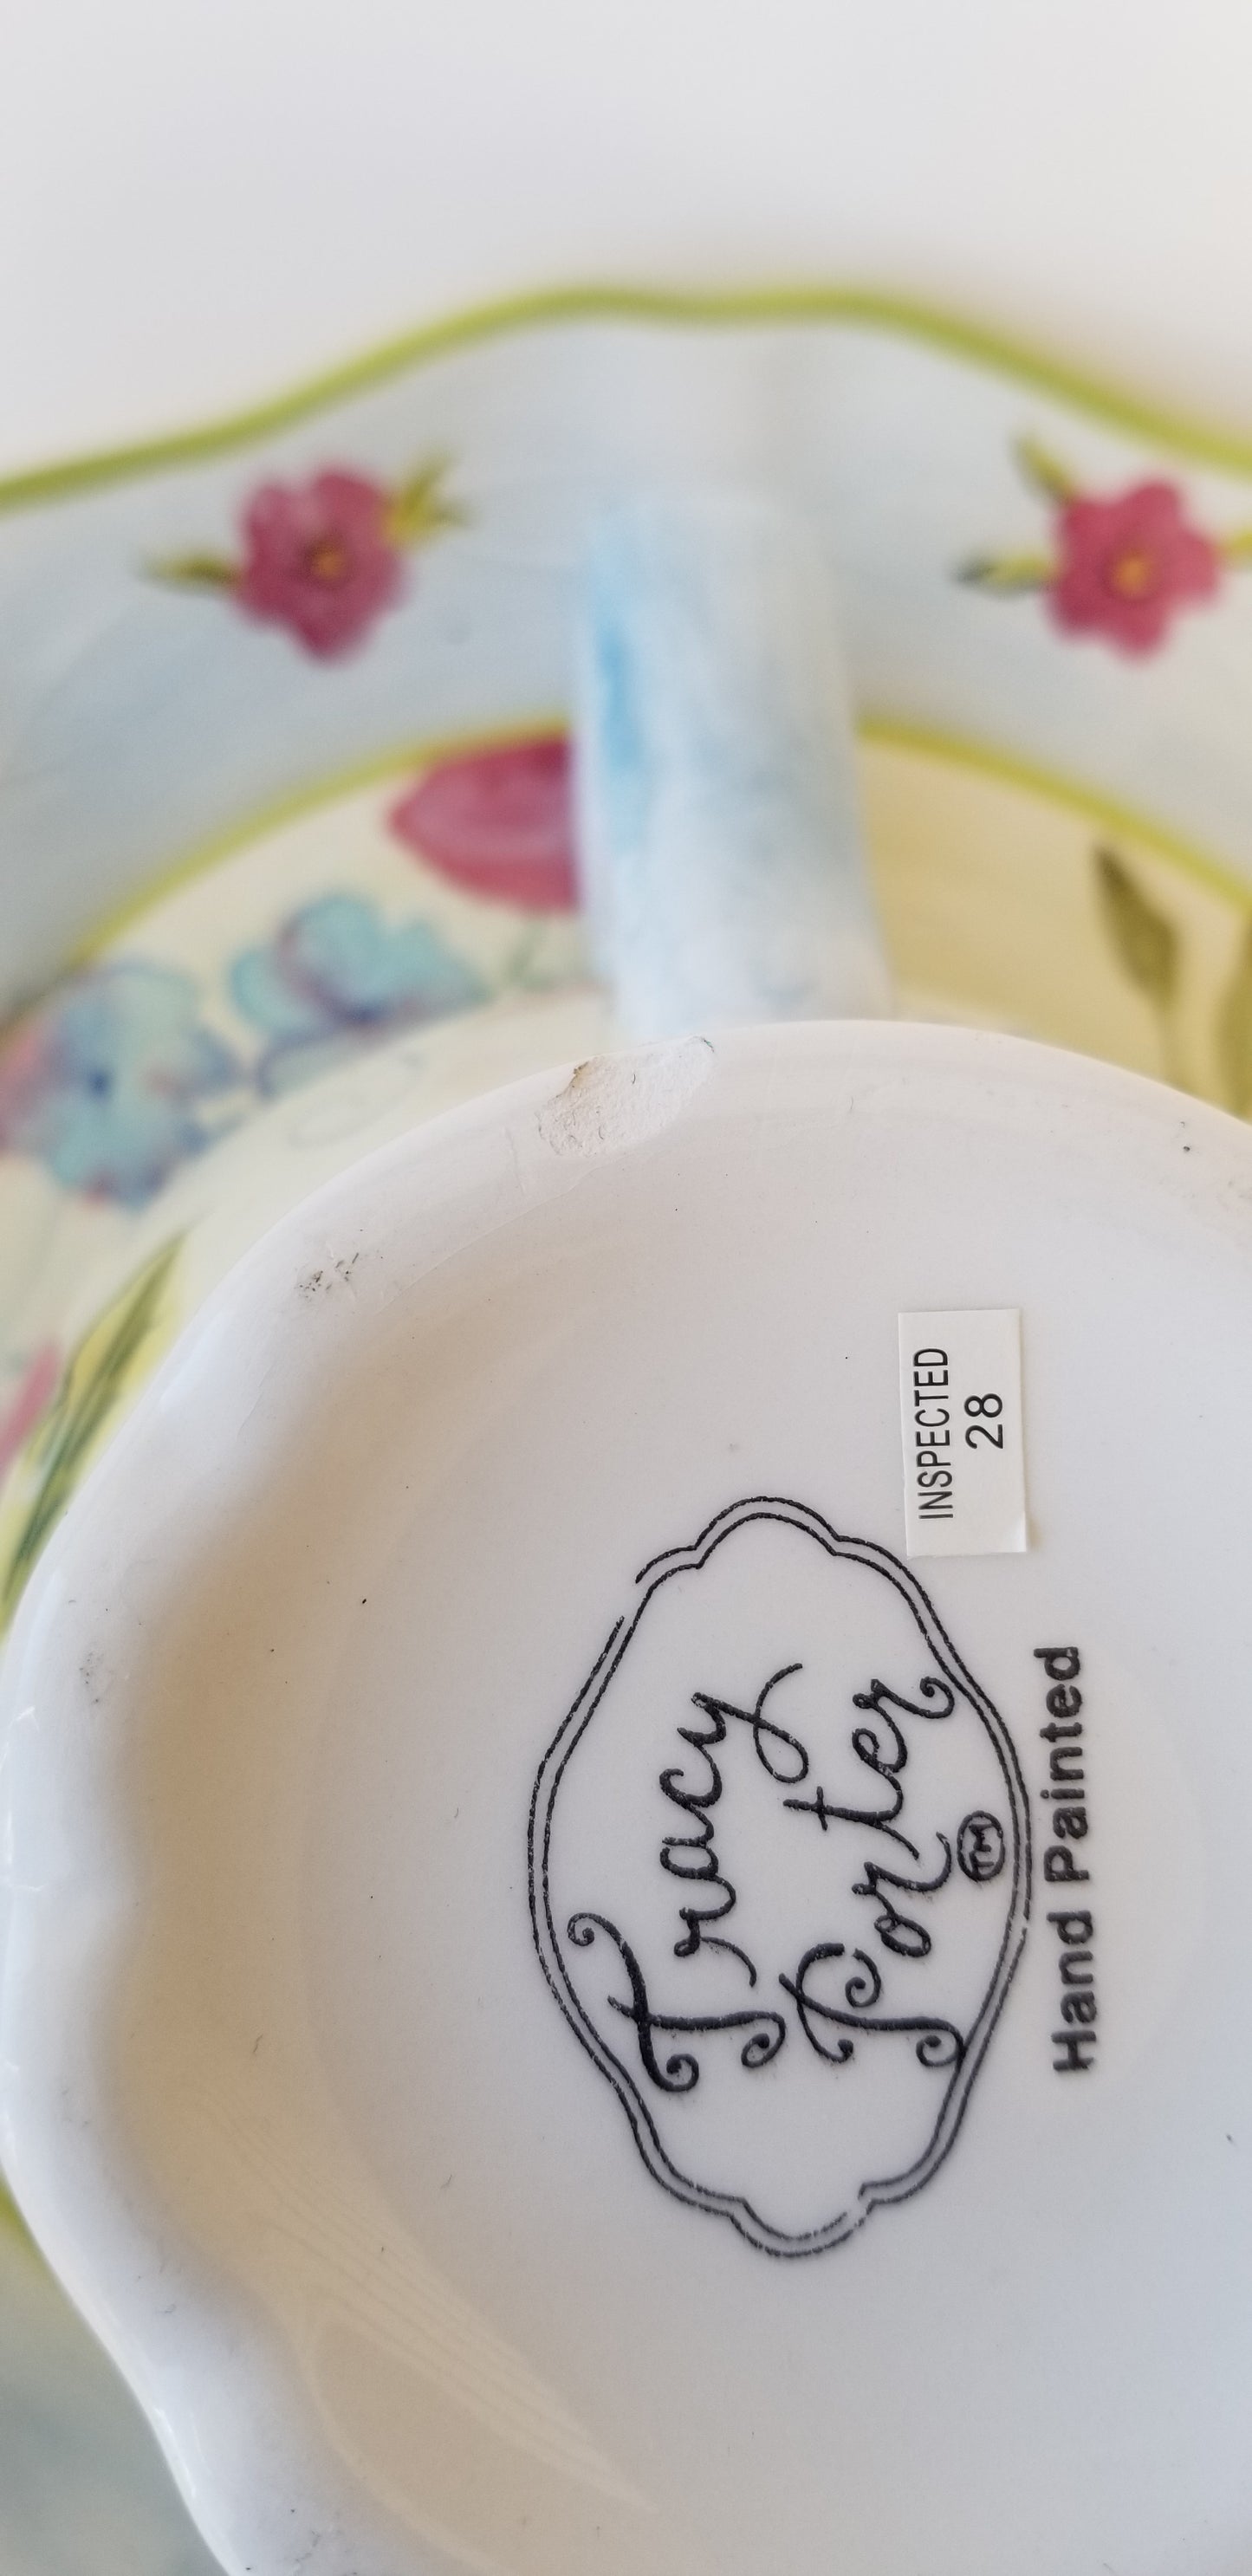 INSPECTED
28
Tracy
Porter
TM
Hand Painted